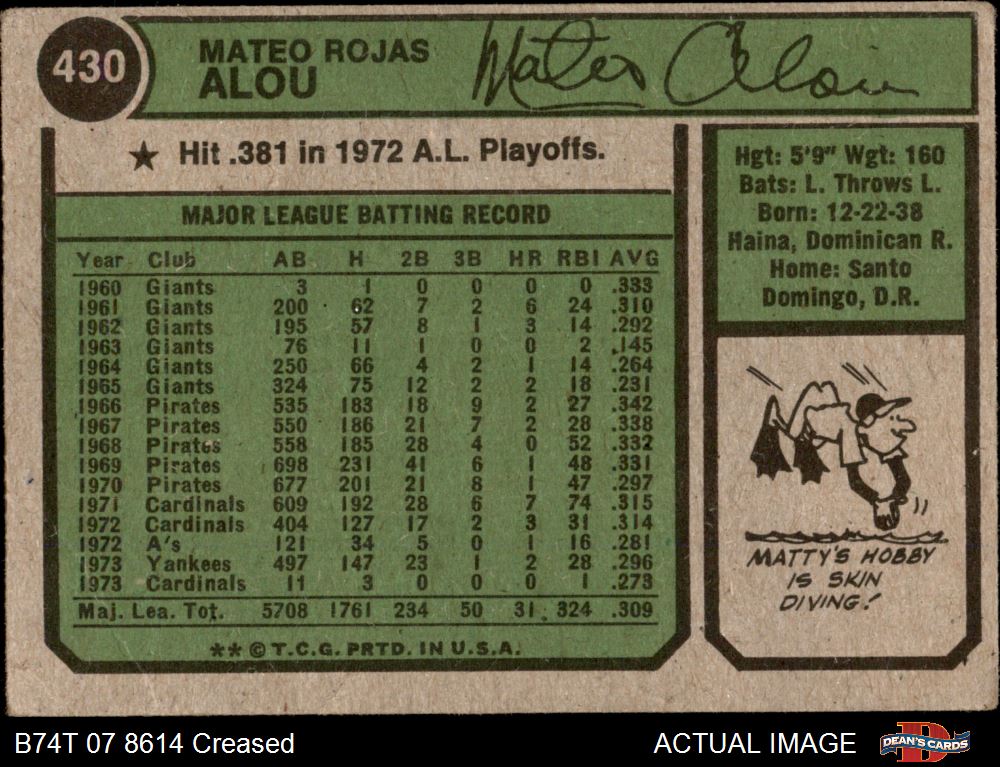 430
MATEO ROJAS
ALOU
Mateo Alou
★ Hit .381 in 1972 A.L. Playoffs.
MAJOR LEAGUE BATTING RECORD
Year Club AB H 2B 3B HR RBI AVG
1960 Giants 3 1 0 0 0 0 .333
1961 Giants 200 62 7 2 6 24 .310
1962 Giants 195 57 8 1 3 14 .292
1963 Giants 76 11 1 0 0 2 .145
1964 Giants 250 66 4 2 1 14 .264
1965 Giants 324 75 12 2 2 18 .231
1966 Pirates 535 183 18 9 2 27 .342
1967 Pirates 550 186 21 7 2 28 .338
1968 Pirates 558 185 28 4 0 52 .332
1969 Pirates 698 231 41 6 1 48 .331
1970 Pirates 677 201 21 8 1 47 .297
1971 Cardinals 609 192 28 6 7 74 .315
1972 Cardinals 404 127 17 2 3 31 .314
1972 A's 121 34 5 0 1 16 .281
1973 Yankees 497 147 23 1 2 28 .296
1973 Cardinals 11 3 0 0 0 1 .273
Maj. Lea. Tot. 5708 1761 234 50 31 324 .309
** © T.C.G. PRTD. IN U.S.A.
Hgt: 5'9" Wgt: 160
Bats: L. Throws L.
Born: 12-22-38
Haina, Dominican R.
Home: Santo
Domingo, D.R.
MATTY'S HOBBY
IS SKIN
DIVING!
B74T 07 8614 Creased
ACTUAL IMAGE
D
DEAN'S CARDS